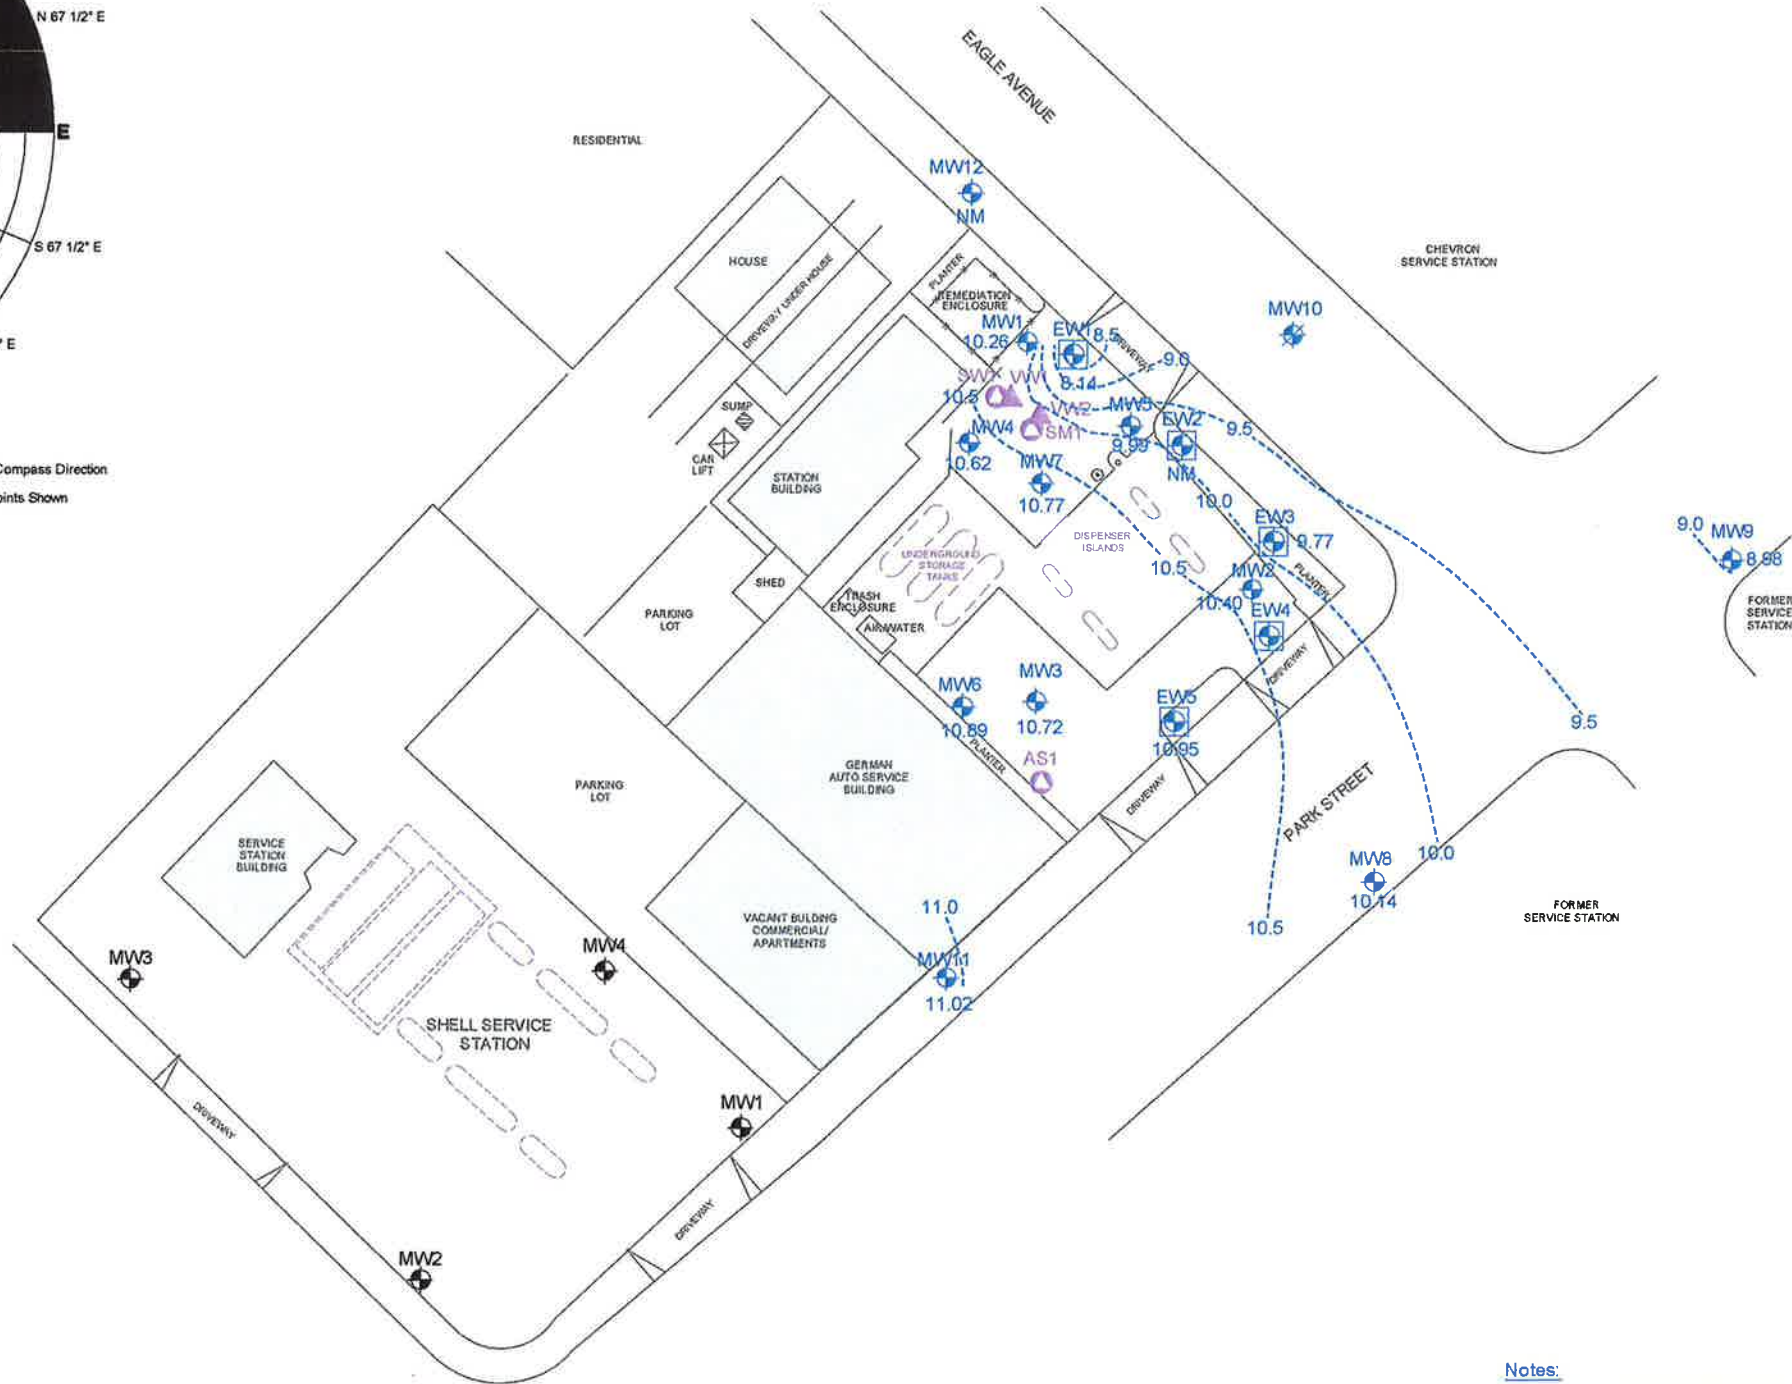 N 67 1/2° E
E
S 67 1/2° E
° E
Compass Direction
oints Shown
EAGLE AVENUE
RESIDENTIAL
MW12
NM
CHEVRON
SERVICE STATION
HOUSE
DRIVEWAY UNDER HOUSE
PLANTER
REMEDIATION
ENCLOSURE
MW10
MW1
10.26
EW1
8.5
8.14
DRIVEWAY
9.0
VW1
10.5
VW2
SM1
MW5
9.99
EW2
NM
9.5
SUMP
CAR
LIFT
MW4
10.62
MW7
10.77
STATION
BUILDING
10.0
EW3
9.77
DISPENSER
ISLANDS
9.0
MW9
8.98
UNDERGROUND
STORAGE
TANKS
10.5
MW2
10.40
PLANTER
SHED
TRASH
ENCLOSURE
AIR/WATER
EW4
FORMER
SERVICE
STATION
PARKING
LOT
DRIVEWAY
MW6
10.89
MW3
10.72
EW5
10.95
9.5
PLANTER
AS1
GERMAN
AUTO SERVICE
BUILDING
DRIVEWAY
PARK STREET
PARKING
LOT
SERVICE
STATION
BUILDING
10.0
MW8
10.14
11.0
10.5
FORMER
SERVICE STATION
VACANT BULDING
COMMERCIAL/
APARTMENTS
MW3
MW4
MW11
11.02
SHELL SERVICE
STATION
DRIVEWAY
MW1
DRIVEWAY
MW2
Notes: